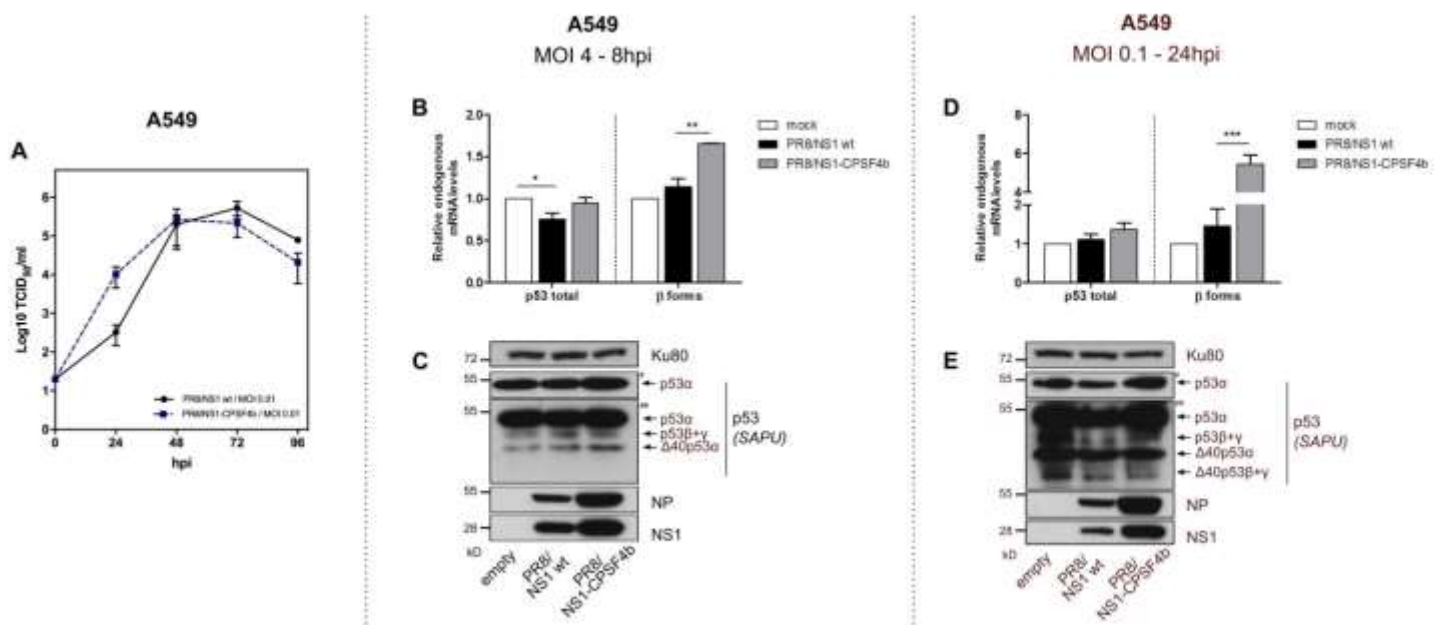 A549
A
Log10 TCID50/ml
6
5
4
3
2
1
0
0 24 48 72 96
hpi
PR8/NS1 wt / MOI 0.01
PR8/NS1-CPSF4b / MOI 0.01
A549
MOI 4 - 8hpi
B
Relative endogenous
mRNA levels
2.0
1.5
1.0
0.5
0.0
*
**
p53 total β forms
mock
PR8/NS1 wt
PR8/NS1-CPSF4b
C
72
55
55
55
28
kD
Ku80
*
p53α
**
p53α
p53β+γ
Δ40p53α
p53
(SAPU)
NP
NS1
empty
PR8/
NS1 wt
PR8/
NS1-CPSF4b
A549
MOI 0.1 - 24hpi
D
Relative endogenous
mRNA levels
8
6
4
2
1
0
***
p53 total β forms
mock
PR8/NS1 wt
PR8/NS1-CPSF4b
E
72
55
55
55
28
kD
Ku80
*
p53α
**
p53α
p53β+γ
Δ40p53α
Δ40p53β+γ
p53
(SAPU)
NP
NS1
empty
PR8/
NS1 wt
PR8/
NS1-CPSF4b